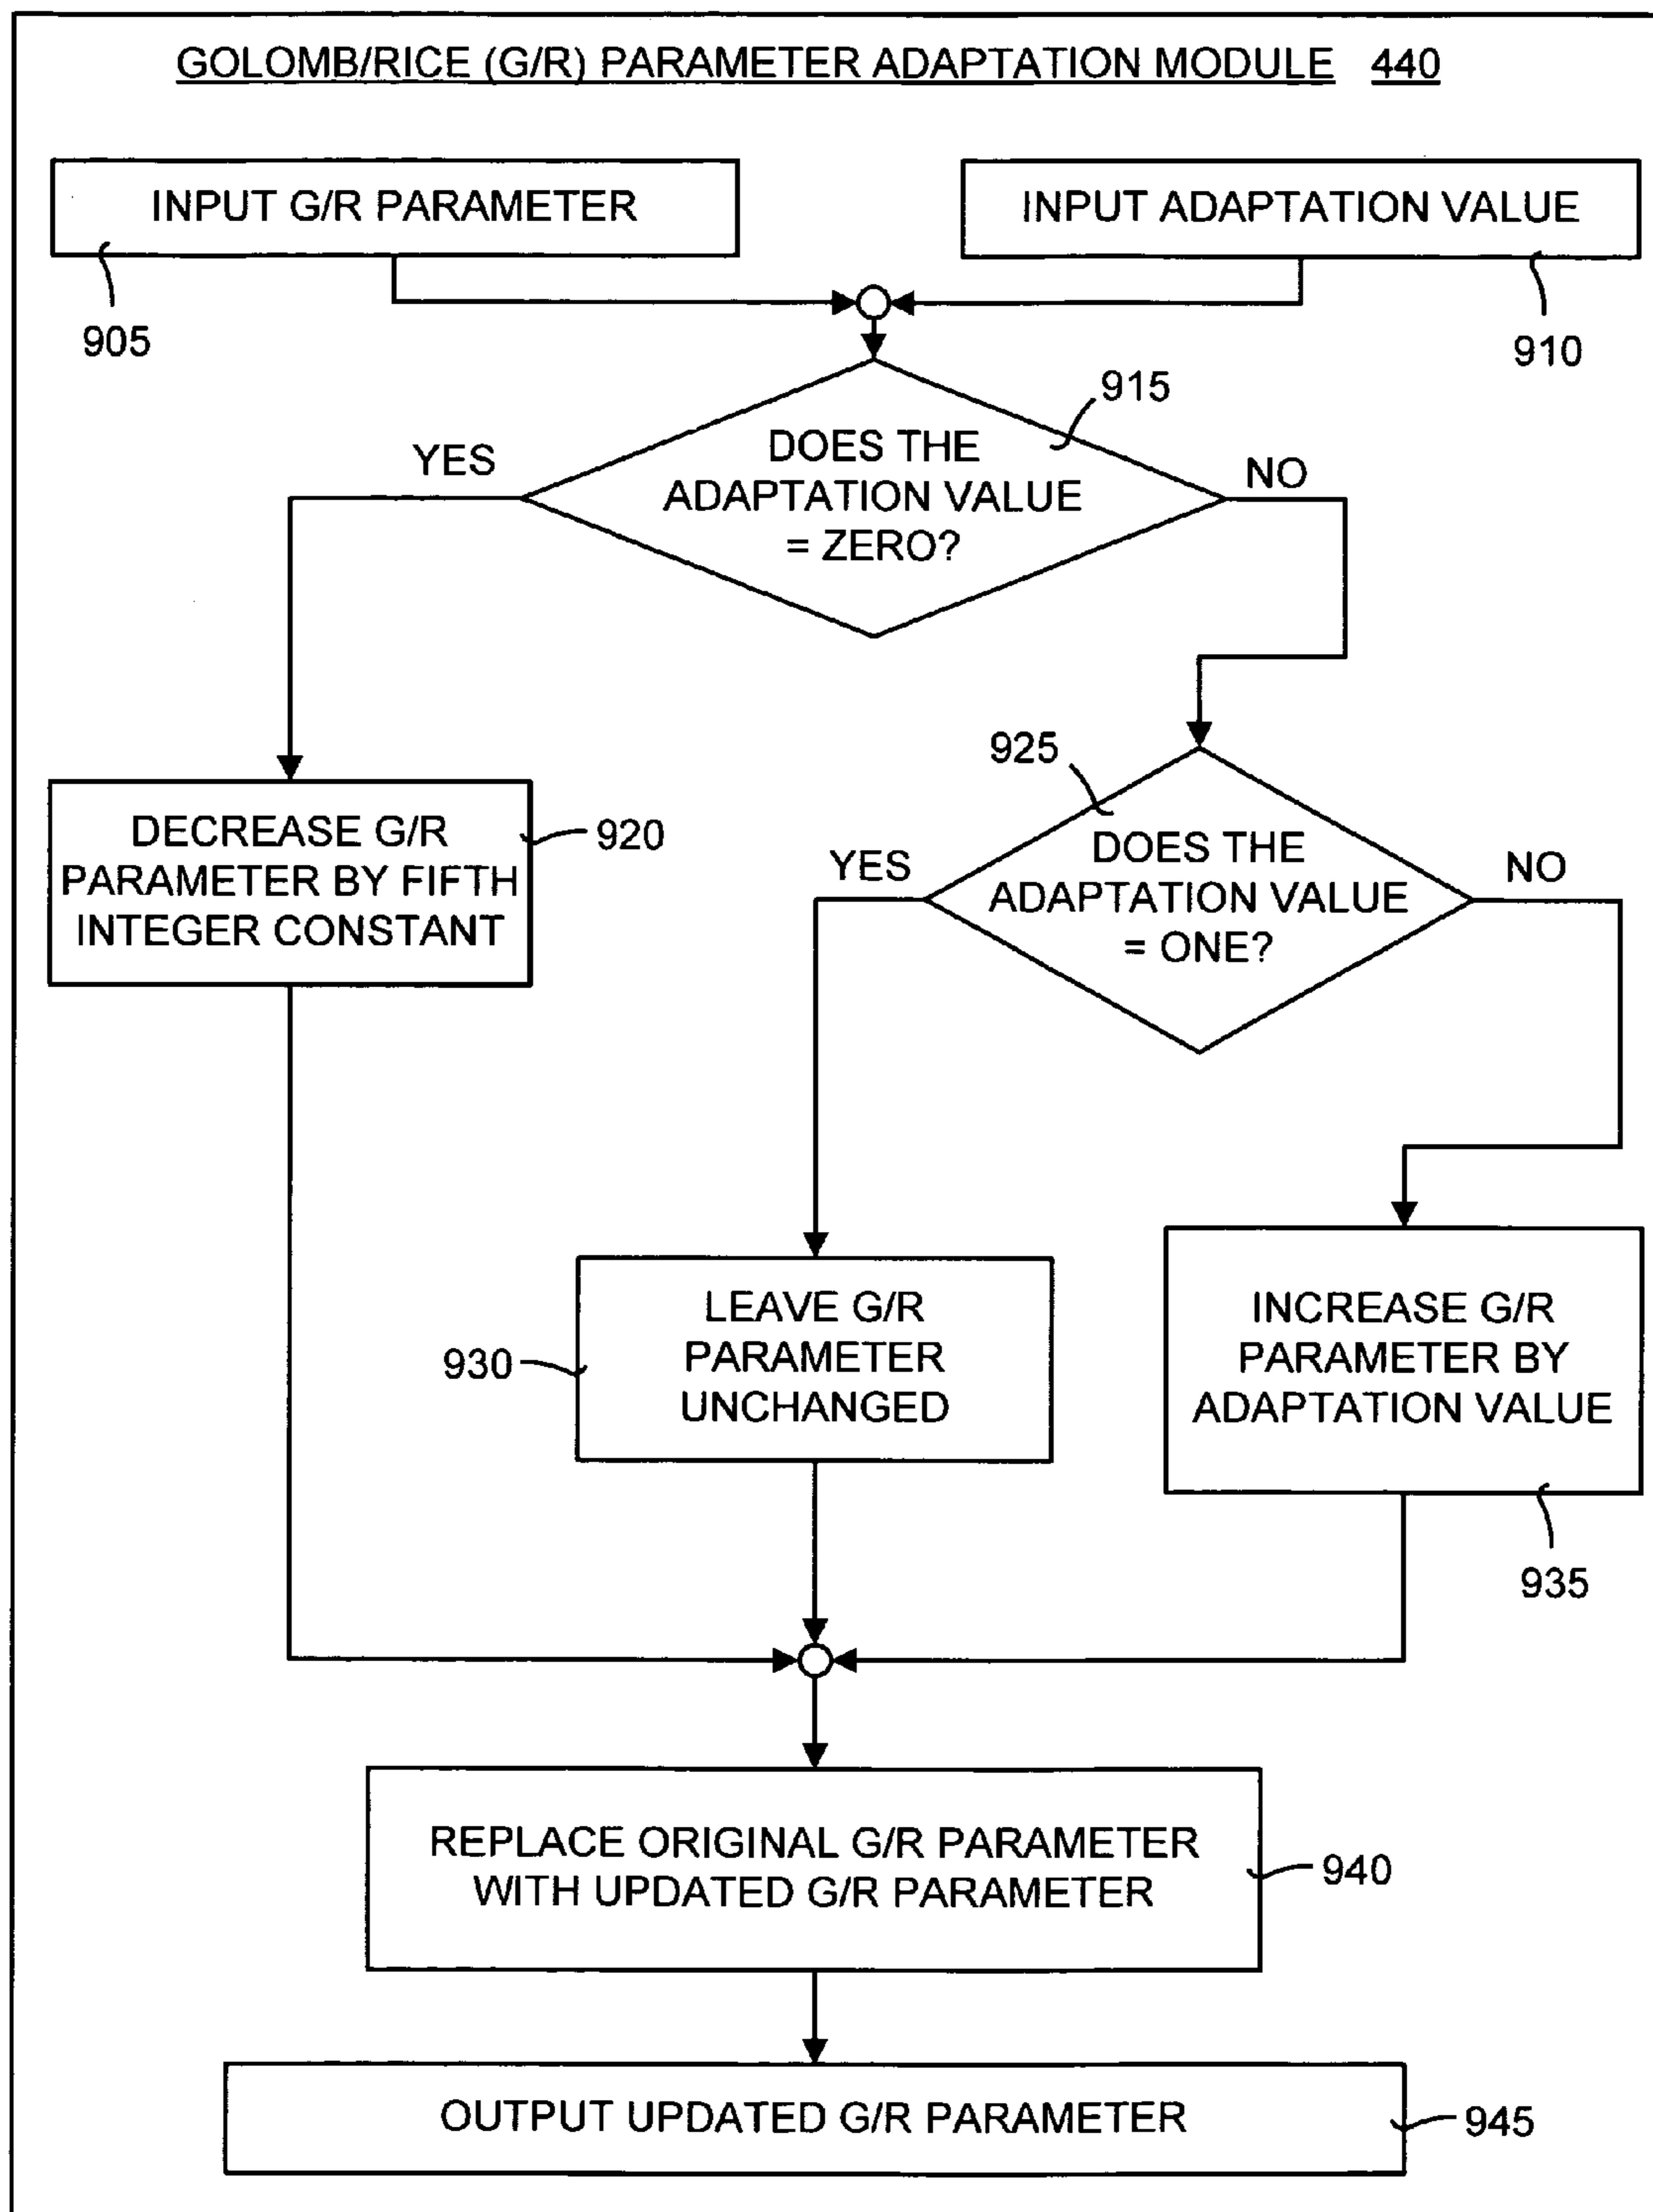 GOLOMB/RICE (G/R) PARAMETER ADAPTATION MODULE 440
INPUT G/R PARAMETER
INPUT ADAPTATION VALUE
905
910
915
DOES THE
ADAPTATION VALUE
= ZERO?
YES
NO
925
DECREASE G/R
PARAMETER BY FIFTH
INTEGER CONSTANT
920
DOES THE
ADAPTATION VALUE
= ONE?
YES
NO
LEAVE G/R
PARAMETER
UNCHANGED
930
INCREASE G/R
PARAMETER BY
ADAPTATION VALUE
935
REPLACE ORIGINAL G/R PARAMETER
WITH UPDATED G/R PARAMETER
940
OUTPUT UPDATED G/R PARAMETER
945